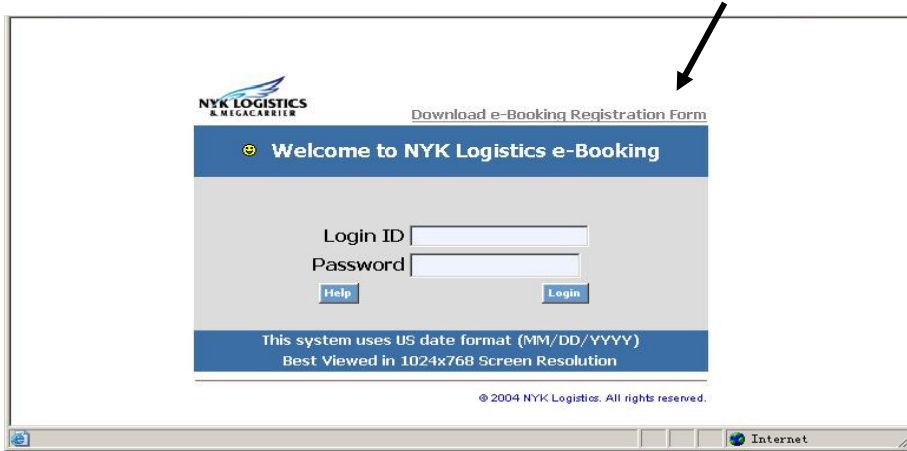 NYK LOGISTICS
& MEGACARRIER
Download e-Booking Registration Form
Welcome to NYK Logistics e-Booking
Login ID
Password
Help Login
This system uses US date format (MM/DD/YYYY)
Best Viewed in 1024x768 Screen Resolution
© 2004 NYK Logistics. All rights reserved.
Internet